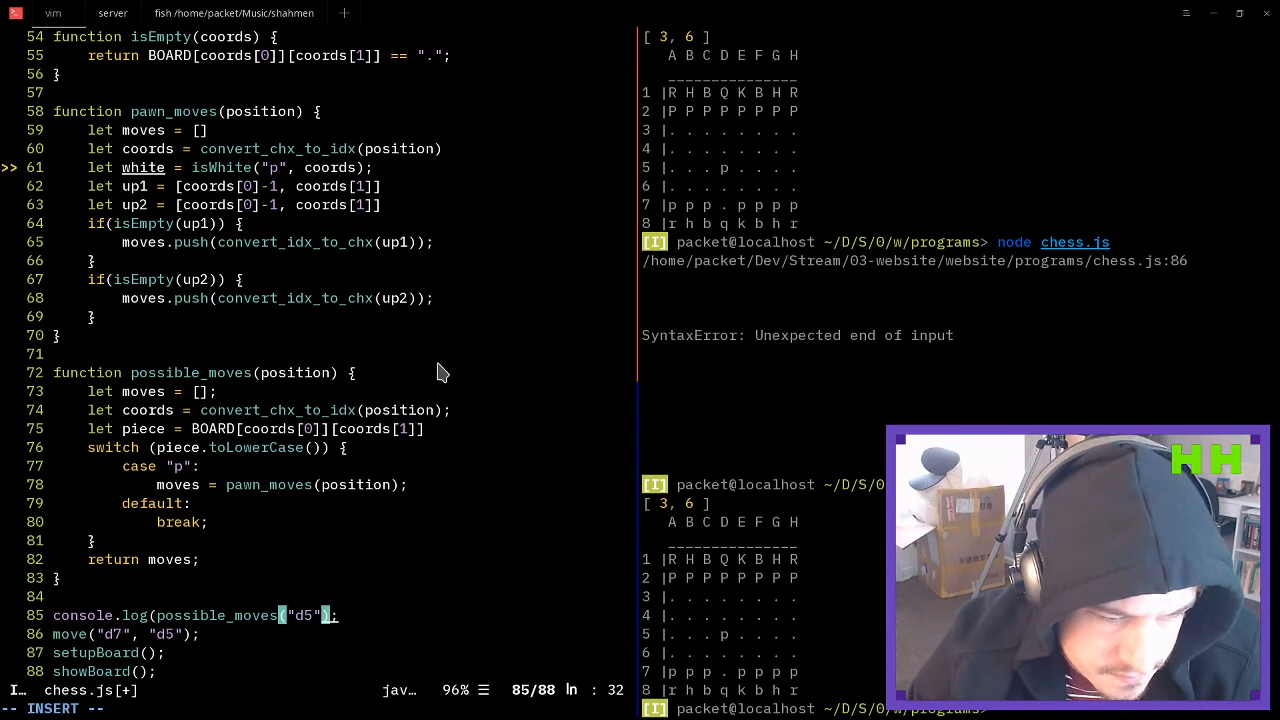 vim server fish /home/packet/Music/shahmen
54 function isEmpty(coords) {
55 return BOARD[coords[0]][coords[1]] == ".";
56 }
57
58 function pawn_moves(position) {
59 let moves = []
60 let coords = convert_chx_to_idx(position)
>> 61 let white = isWhite("p", coords);
62 let up1 = [coords[0]-1, coords[1]]
63 let up2 = [coords[0]-1, coords[1]]
64 if(isEmpty(up1)) {
65 moves.push(convert_idx_to_chx(up1));
66 }
67 if(isEmpty(up2)) {
68 moves.push(convert_idx_to_chx(up2));
69 }
70 }
71
72 function possible_moves(position) {
73 let moves = [];
74 let coords = convert_chx_to_idx(position);
75 let piece = BOARD[coords[0]][coords[1]]
76 switch (piece.toLowerCase()) {
77 case "p":
78 moves = pawn_moves(position);
79 default:
80 break;
81 }
82 return moves;
83 }
84
85 console.log(possible_moves("d5");
86 move("d7", "d5");
87 setupBoard();
88 showBoard();
I… chess.js[+] jav… 96% ☰ 85/88 ln : 32
-- INSERT --
[ 3, 6 ]
A B C D E F G H
_______________
1 |R H B Q K B H R
2 |P P P P P P P P
3 |. . . . . . . .
4 |. . . . . . . .
5 |. . . p . . . .
6 |. . . . . . . .
7 |p p p . p p p p
8 |r h b q k b h r
[I] packet@localhost ~/D/S/0/w/programs> node chess.js
/home/packet/Dev/Stream/03-website/website/programs/chess.js:86
SyntaxError: Unexpected end of input
[I] packet@localhost ~/D/S/0
[ 3, 6 ]
A B C D E F G H
_______________
1 |R H B Q K B H R
2 |P P P P P P P P
3 |. . . . . . . .
4 |. . . . . . . .
5 |. . . p . . . .
6 |. . . . . . . .
7 |p p p . p p p p
8 |r h b q k b h r
[I] packet@localhost ~/D/S/0/w/programs>
HH